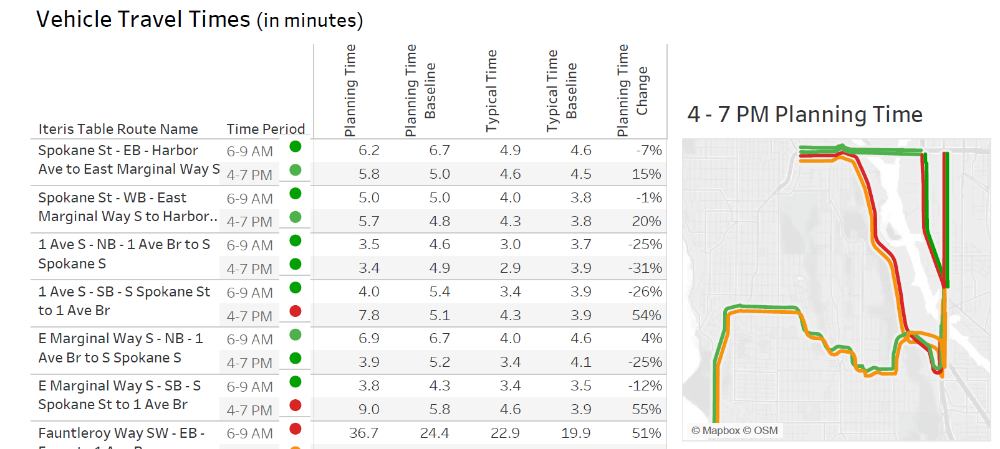 Vehicle Travel Times (in minutes)
Iteris Table Route Name Time Period Planning Time Planning Time Baseline Typical Time Typical Time Baseline Planning Time Change
Spokane St - EB - Harbor 6-9 AM 6.2 6.7 4.9 4.6 -7%
Ave to East Marginal Way S 4-7 PM 5.8 5.0 4.6 4.5 15%
Spokane St - WB - East 6-9 AM 5.0 5.0 4.0 3.8 -1%
Marginal Way S to Harbor.. 4-7 PM 5.7 4.8 4.3 3.8 20%
1 Ave S - NB - 1 Ave Br to S 6-9 AM 3.5 4.6 3.0 3.7 -25%
Spokane S 4-7 PM 3.4 4.9 2.9 3.9 -31%
1 Ave S - SB - S Spokane St 6-9 AM 4.0 5.4 3.4 3.9 -26%
to 1 Ave Br 4-7 PM 7.8 5.1 4.3 3.9 54%
E Marginal Way S - NB - 1 6-9 AM 6.9 6.7 4.0 4.6 4%
Ave Br to S Spokane S 4-7 PM 3.9 5.2 3.4 4.1 -25%
E Marginal Way S - SB - S 6-9 AM 3.8 4.3 3.4 3.5 -12%
Spokane St to 1 Ave Br 4-7 PM 9.0 5.8 4.6 3.9 55%
Fauntleroy Way SW - EB - 6-9 AM 36.7 24.4 22.9 19.9 51%
4 - 7 PM Planning Time
© Mapbox © OSM